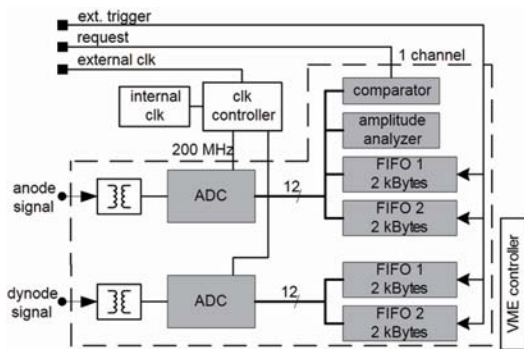 ext. trigger
request
external clk
1 channel
internal
clk
clk
controller
comparator
amplitude
analyzer
200 MHz
anode
signal
ADC
12
FIFO 1
2 kBytes
FIFO 2
2 kBytes
dynode
signal
ADC
12
FIFO 1
2 kBytes
FIFO 2
2 kBytes
VME controller